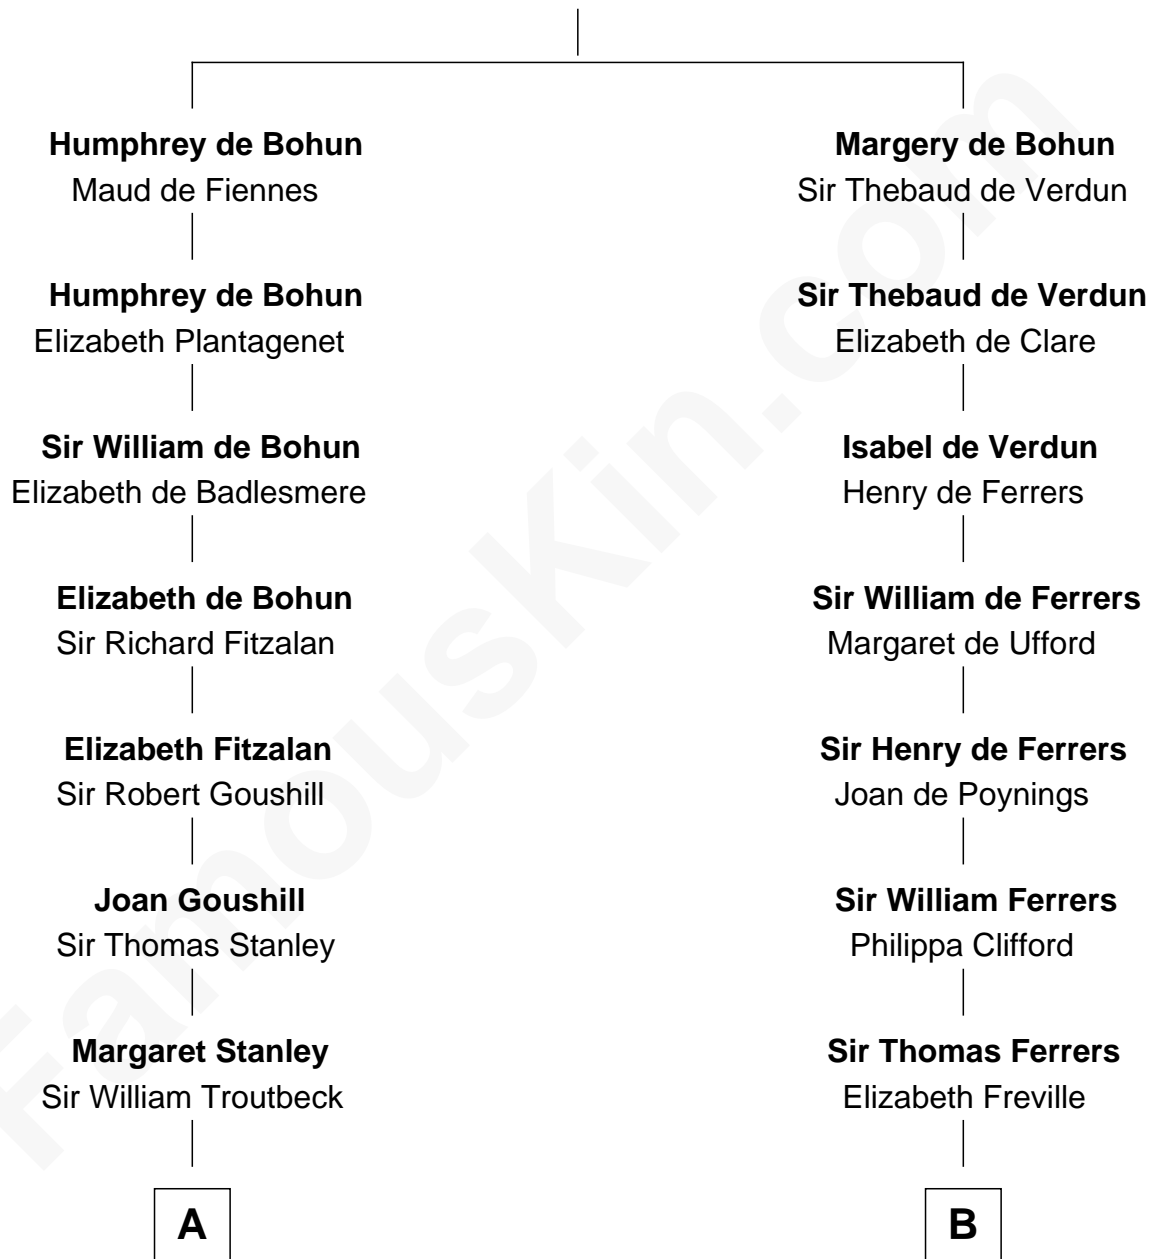 Humphrey de Bohun
Maud de Fiennes
Humphrey de Bohun
Elizabeth Plantagenet
Sir William de Bohun
Elizabeth de Badlesmere
Elizabeth de Bohun
Sir Richard Fitzalan
Elizabeth Fitzalan
Sir Robert Goushill
Joan Goushill
Sir Thomas Stanley
Margaret Stanley
Sir William Troutbeck
A
Margery de Bohun
Sir Thebaud de Verdun
Sir Thebaud de Verdun
Elizabeth de Clare
Isabel de Verdun
Henry de Ferrers
Sir William de Ferrers
Margaret de Ufford
Sir Henry de Ferrers
Joan de Poynings
Sir William Ferrers
Philippa Clifford
Sir Thomas Ferrers
Elizabeth Freville
B
FamousKin.com